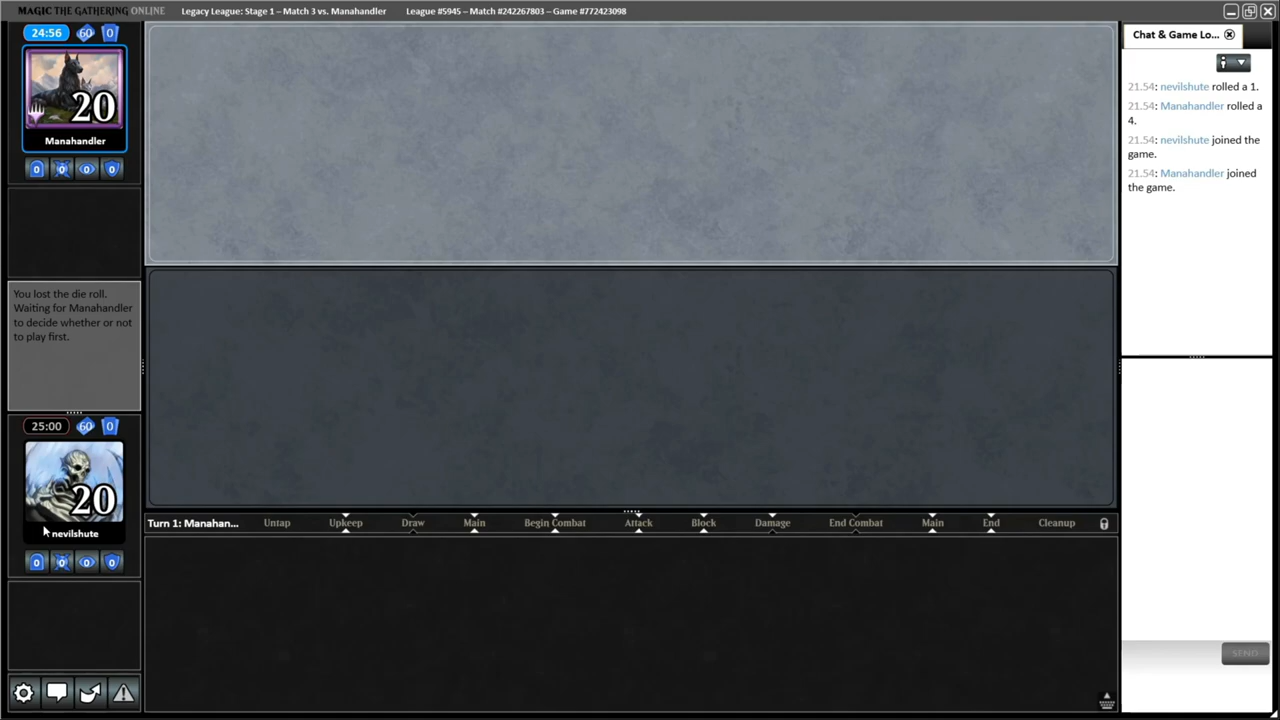 MAGIC THE GATHERING ONLINE Legacy League: Stage 1 – Match 3 vs. Manahandler League #5945 – Match #242267803 – Game #772423098
24:56 60 0
20
Manahandler
0 0 0 0
You lost the die roll.
Waiting for Manahandler
to decide whether or not
to play first.
25:00 60 0
20
nevilshute
0 0 0 0
Turn 1: Manahan... Untap Upkeep Draw Main Begin Combat Attack Block Damage End Combat Main End Cleanup
Chat & Game Lo...
21.54: nevilshute rolled a 1.
21.54: Manahandler rolled a
4.
21.54: nevilshute joined the
game.
21.54: Manahandler joined
the game.
SEND